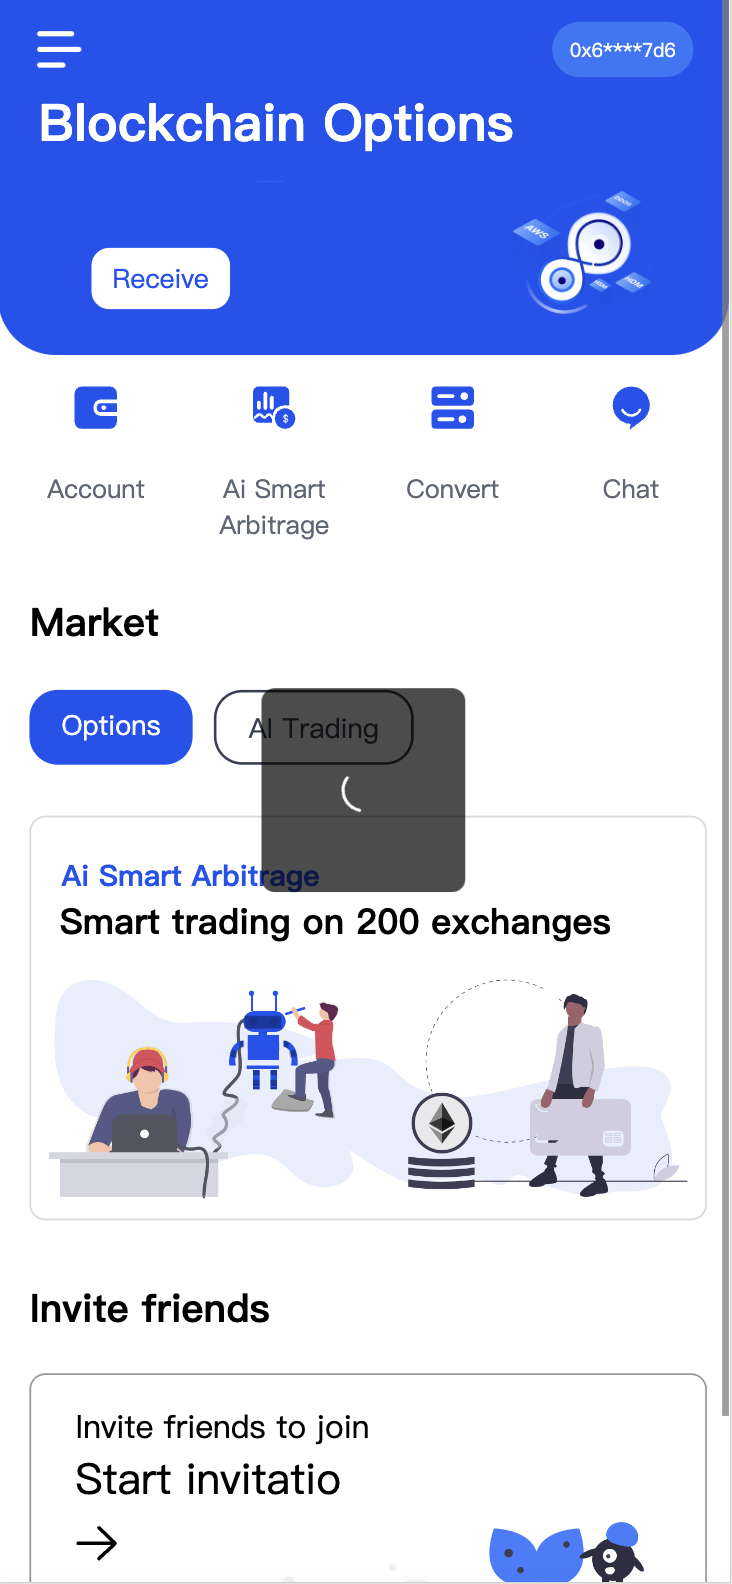 0x6****7d6
Blockchain Options
AWS
Receive
Account
Ai Smart
Arbitrage
Convert
Chat
Market
Options
AI Trading
Ai Smart Arbitrage
Smart trading on 200 exchanges
$
Invite friends
Invite friends to join
Start invitatio